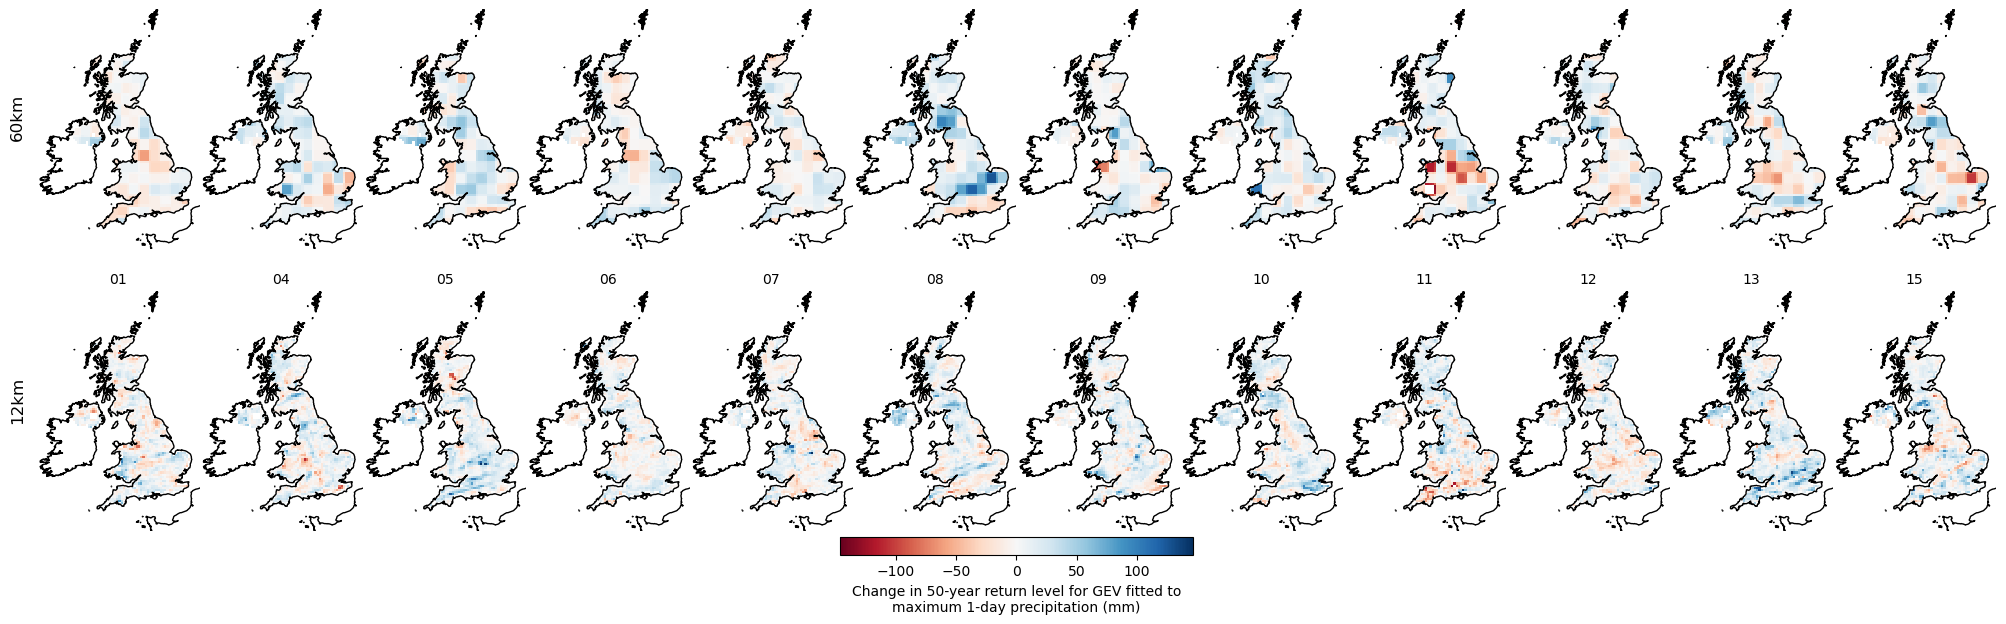 60km
01 04 05 06 07 08 09 10 11 12 13 15
12km
−100 −50 0 50 100
Change in 50-year return level for GEV fitted to
maximum 1-day precipitation (mm)